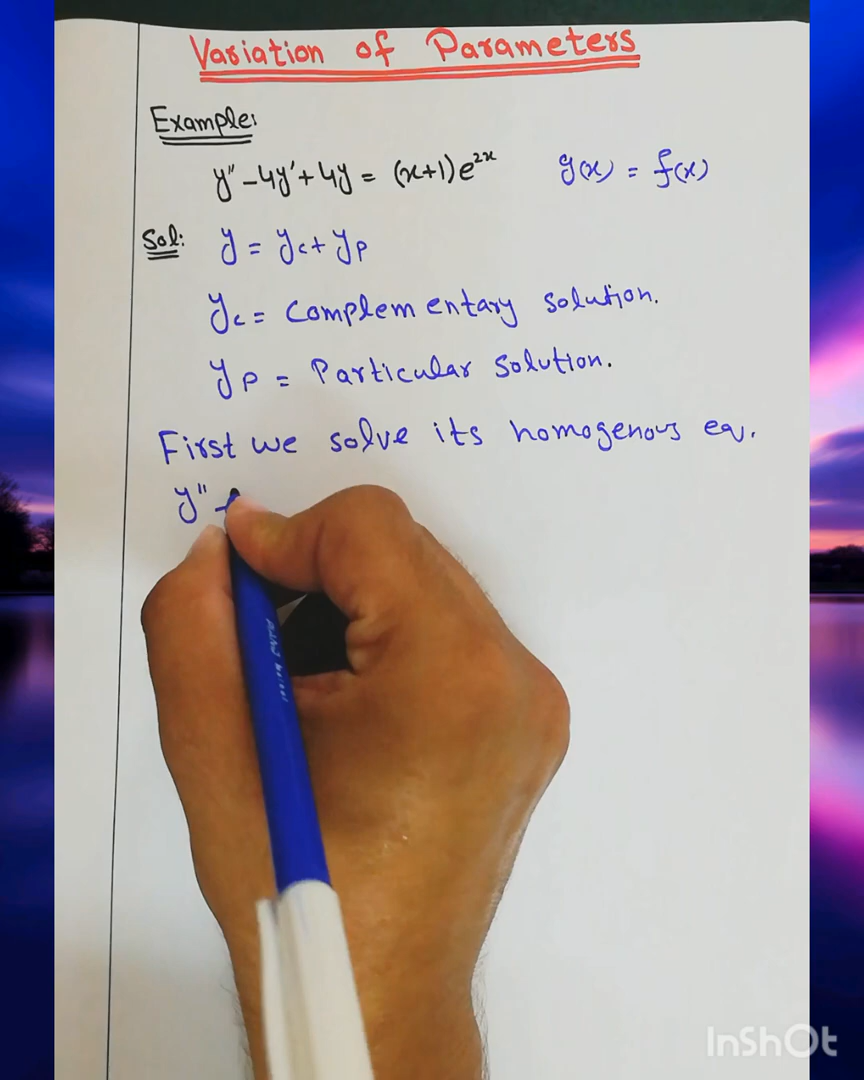 Variation of Parameters
Example:
y'' - 4y' + 4y = (x+1)e^2x g(x) = f(x)
Sol: y = yc + yp
yc = Complementary solution.
yp = Particular solution.
First we solve its homogenous eq.
y'' -
InShOt